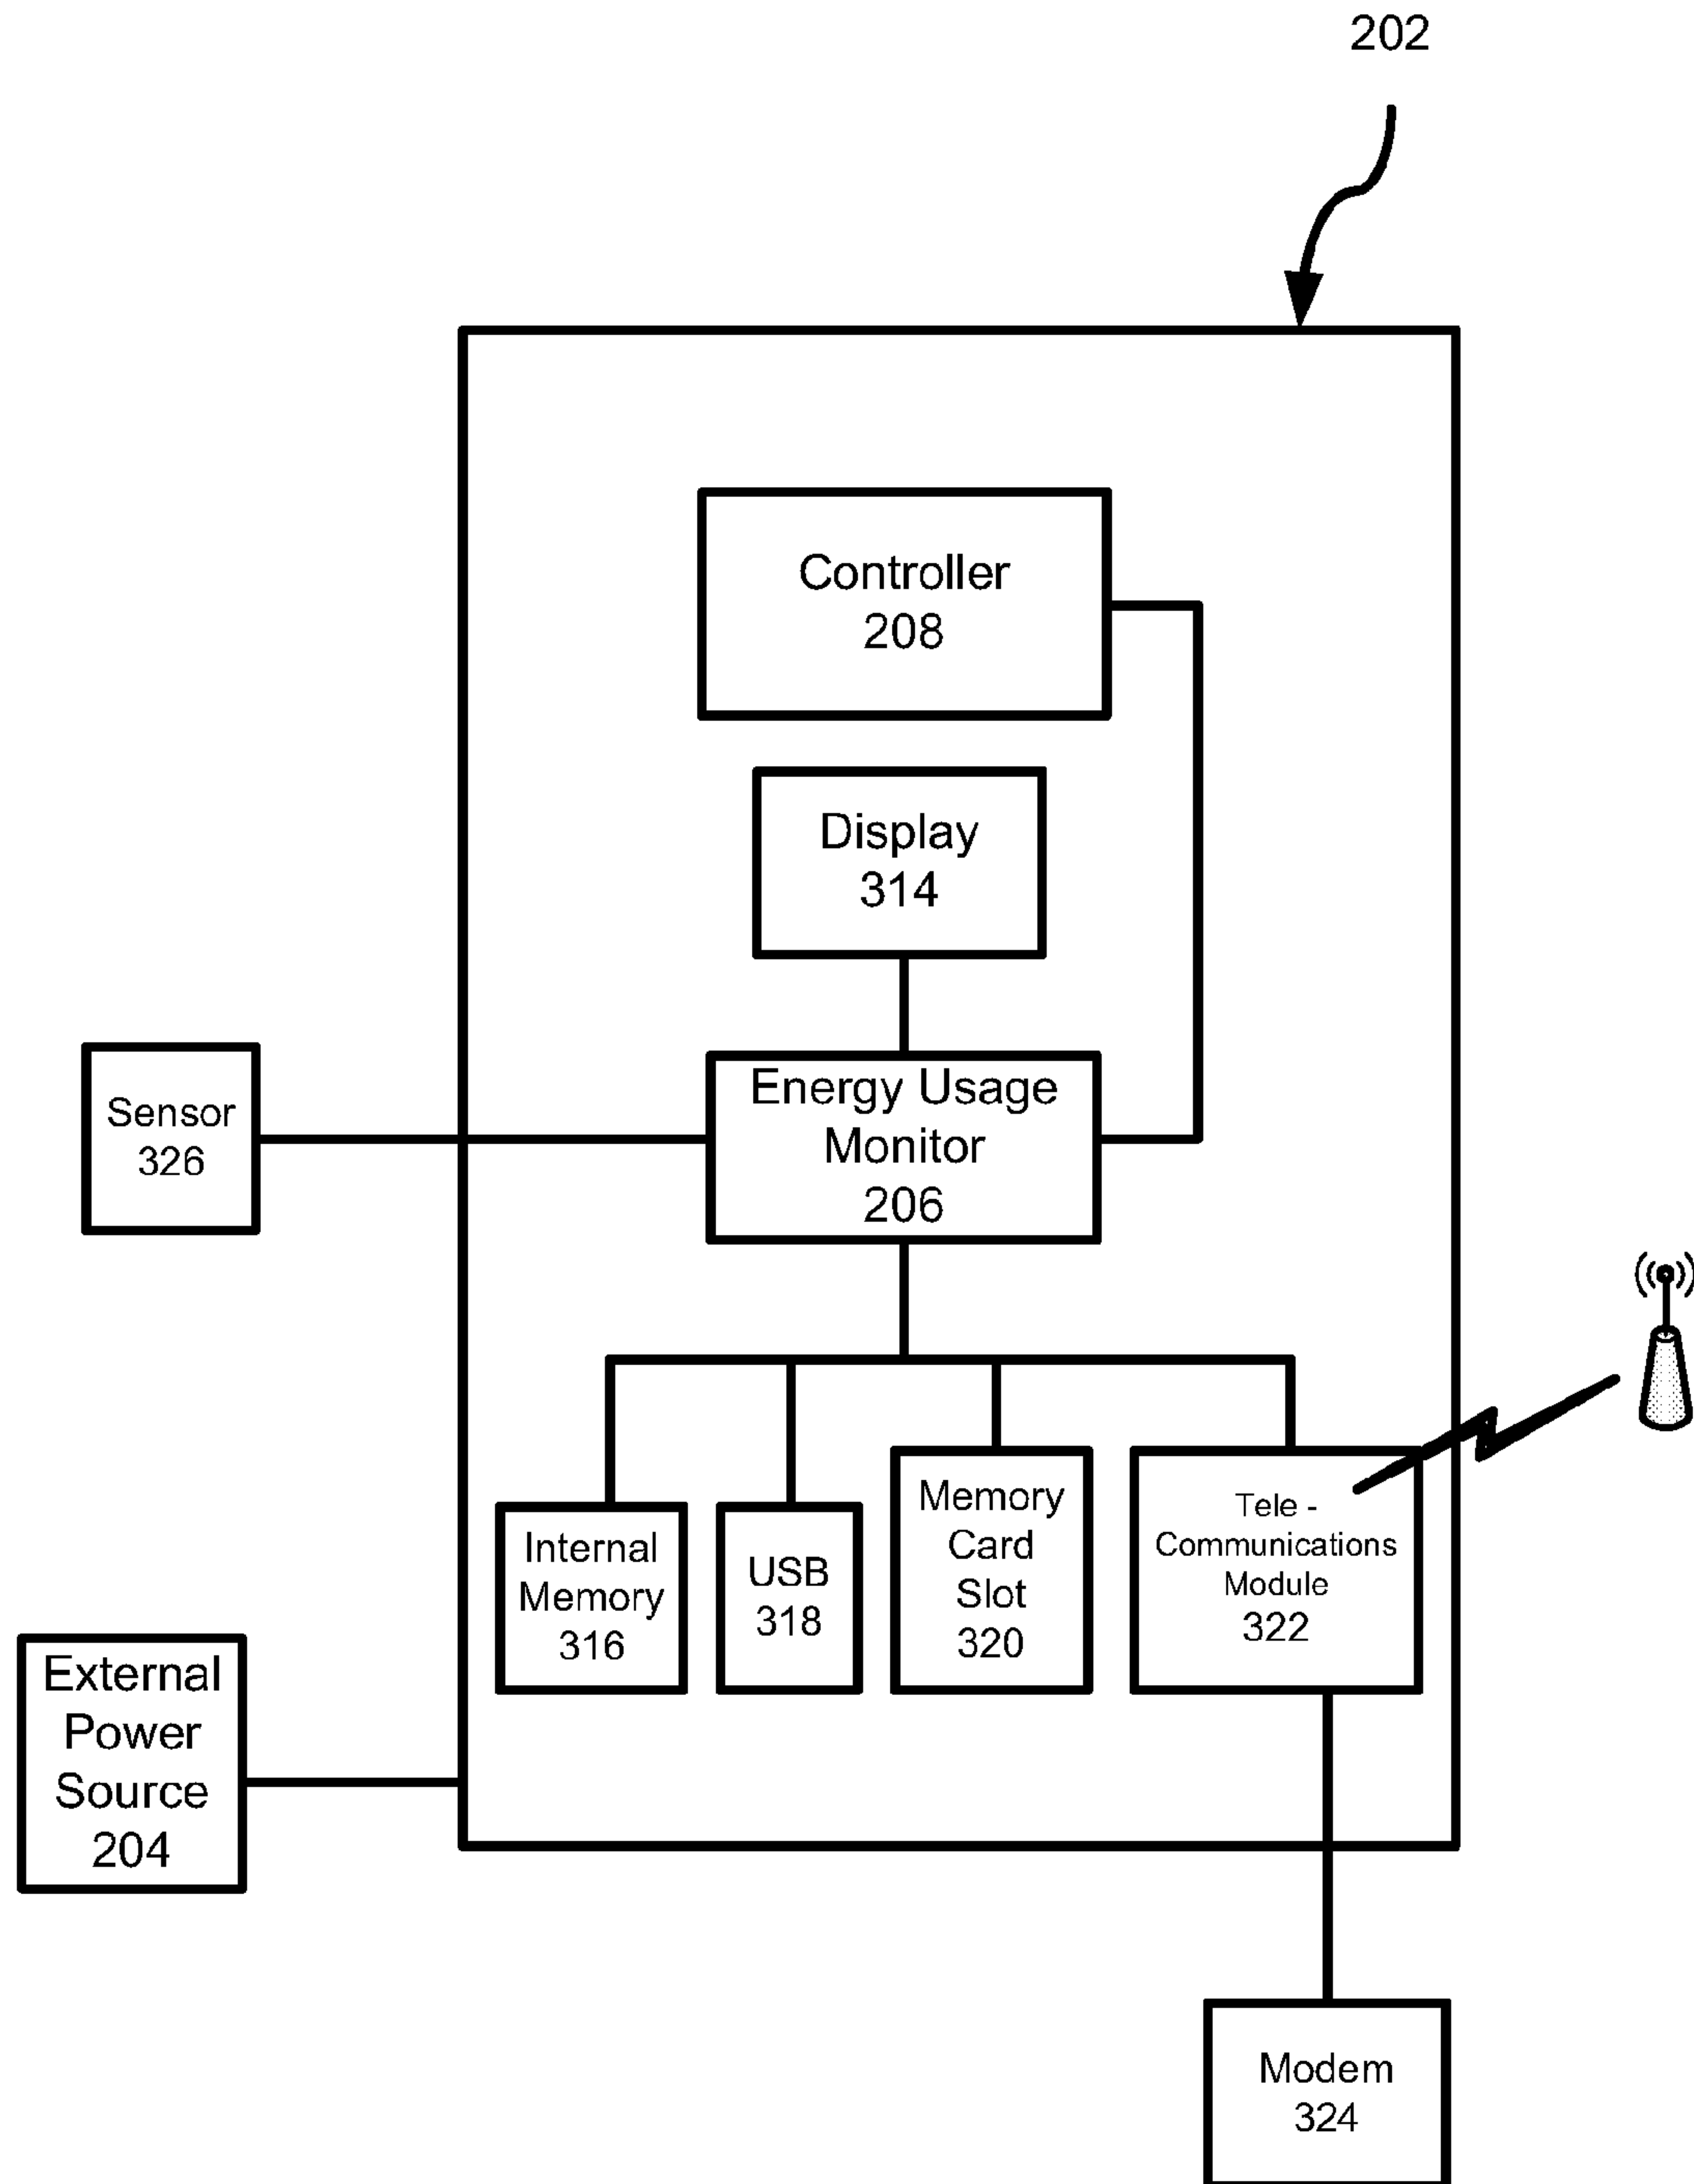 202
Controller
208
Display
314
Energy Usage
Monitor
206
Sensor
326
Internal
Memory
316
USB
318
Memory
Card
Slot
320
Tele -
Communications
Module
322
External
Power
Source
204
Modem
324